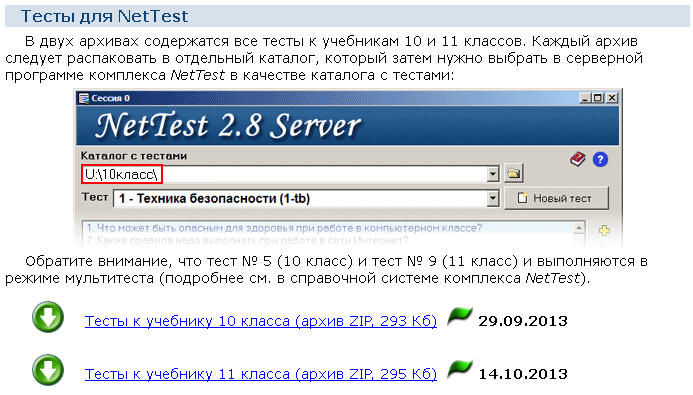 Тесты для NetTest
В двух архивах содержатся все тесты к учебникам 10 и 11 классов. Каждый архив
следует распаковать в отдельный каталог, который затем нужно выбрать в серверной
программе комплекса NetTest в качестве каталога с тестами:
Сессия 0
NetTest 2.8 Server
Каталог с тестами
U:\10класс\
Тест 1 - Техника безопасности (1-tb) Новый тест
1. Что может быть опасным для здоровья при работе в компьютерном классе?
2. Какие правила надо выполнять при работе в сети Интернет?
Обратите внимание, что тест № 5 (10 класс) и тест № 9 (11 класс) и выполняются в
режиме мультитеста (подробнее см. в справочной системе комплекса NetTest).
Тесты к учебнику 10 класса (архив ZIP, 293 Кб) 29.09.2013
Тесты к учебнику 11 класса (архив ZIP, 295 Кб) 14.10.2013